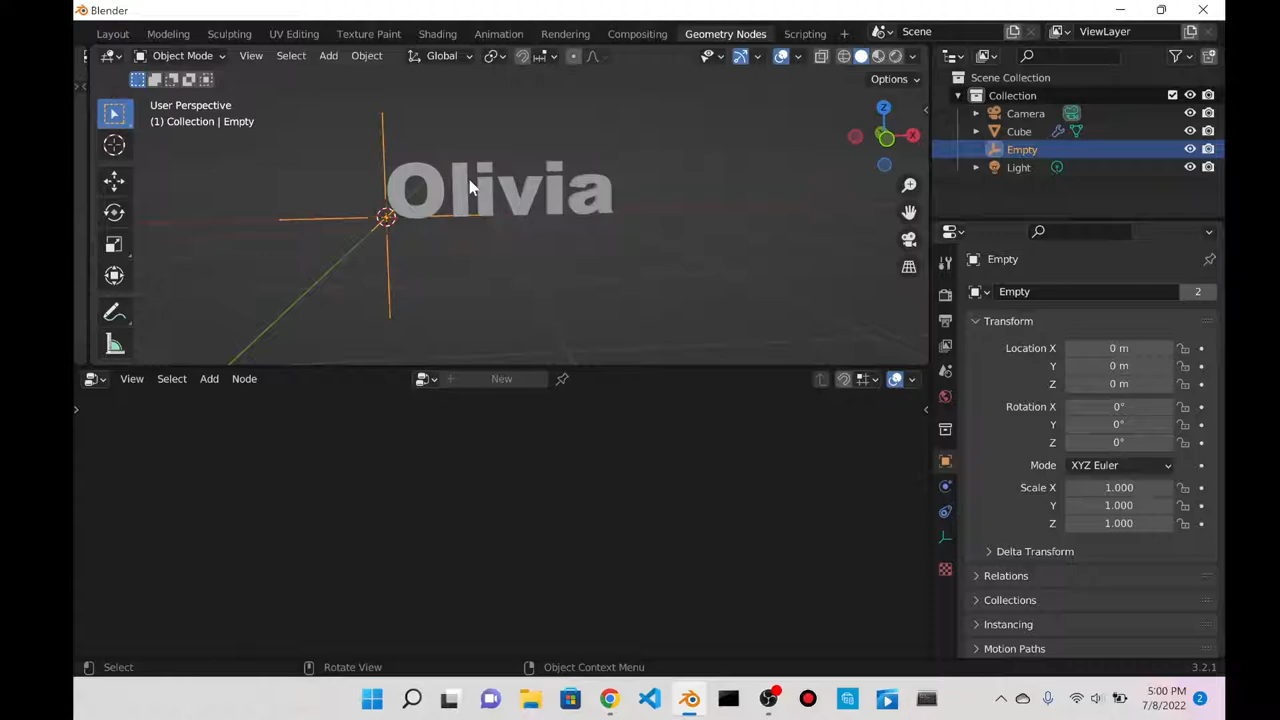 Blender
Layout Modeling Sculpting UV Editing Texture Paint Shading Animation Rendering Compositing Geometry Nodes Scripting
Scene
ViewLayer
Object Mode View Select Add Object
Global
Options
User Perspective
(1) Collection | Empty
Z
X
Olivia
Scene Collection
Collection
Camera
Cube
Empty
Light
Empty
Empty 2
Transform
Location X 0 m
Y 0 m
Z 0 m
Rotation X 0°
Y 0°
Z 0°
Mode XYZ Euler
Scale X 1.000
Y 1.000
Z 1.000
Delta Transform
Relations
Collections
Instancing
Motion Paths
View Select Add Node
New
Select
Rotate View
Object Context Menu
3.2.1
5:00 PM
7/8/2022
2